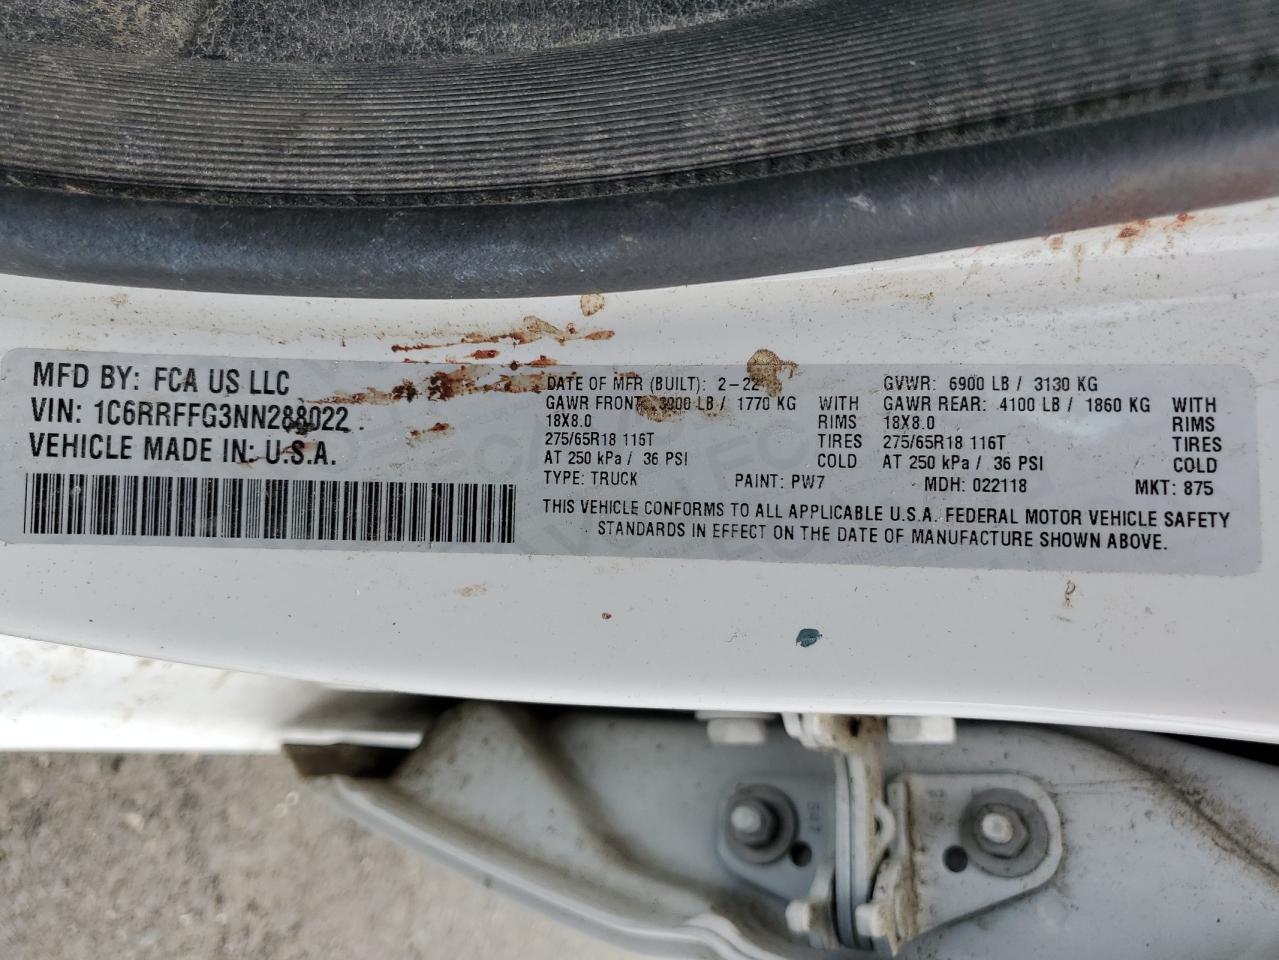 MFD BY: FCA US LLC
VIN: 1C6RRFFG3NN288022
VEHICLE MADE IN: U.S.A.
DATE OF MFR (BUILT): 2-22
GAWR FRONT: 3900 LB / 1770 KG WITH
18X8.0 RIMS
275/65R18 116T TIRES
AT 250 kPa / 36 PSI COLD
TYPE: TRUCK PAINT: PW7
GVWR: 6900 LB / 3130 KG
GAWR REAR: 4100 LB / 1860 KG WITH
18X8.0 RIMS
275/65R18 116T TIRES
AT 250 kPa / 36 PSI COLD
MDH: 022118 MKT: 875
THIS VEHICLE CONFORMS TO ALL APPLICABLE U.S.A. FEDERAL MOTOR VEHICLE SAFETY
STANDARDS IN EFFECT ON THE DATE OF MANUFACTURE SHOWN ABOVE.
547